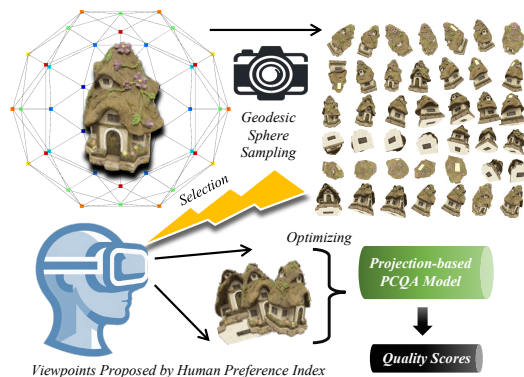 Geodesic
Sphere
Sampling
Selection
Optimizing
Projection-based
PCQA Model
Quality Scores
Viewpoints Proposed by Human Preference Index